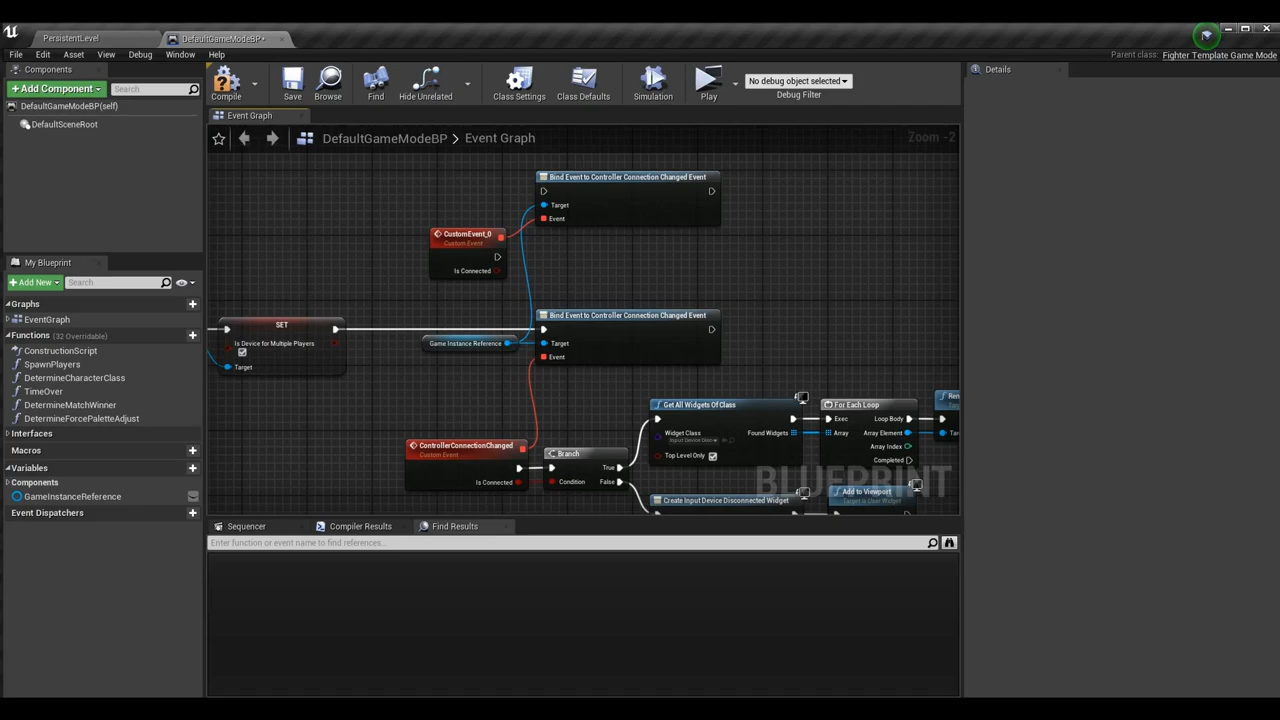 PersistentLevel
DefaultGameModeBP*
File Edit Asset View Debug Window Help
Parent class: Fighter Template Game Mode
Components
+ Add Component
Search
DefaultGameModeBP(self)
DefaultSceneRoot
My Blueprint
+ Add New
Search
Graphs
EventGraph
Functions (32 Overridable)
ConstructionScript
SpawnPlayers
DetermineCharacterClass
TimeOver
DetermineMatchWinner
DetermineForcePaletteAdjust
Interfaces
Macros
Variables
Components
GameInstanceReference
Event Dispatchers
Compile
Save
Browse
Find
Hide Unrelated
Class Settings
Class Defaults
Simulation
Play
No debug object selected
Debug Filter
Event Graph
DefaultGameModeBP > Event Graph
Zoom -2
Bind Event to Controller Connection Changed Event
Target
Event
CustomEvent_0
Custom Event
Is Connected
SET
Is Device for Multiple Players
Target
Game Instance Reference
Bind Event to Controller Connection Changed Event
Target
Event
ControllerConnectionChanged
Custom Event
Is Connected
Branch
True
Condition
False
Get All Widgets Of Class
Widget Class
Found Widgets
Top Level Only
For Each Loop
Exec
Loop Body
Array
Array Element
Array Index
Completed
Create Input Device Disconnected Widget
Add to Viewport
Target is User Widget
BLUEPRINT
Sequencer
Compiler Results
Find Results
Enter function or event name to find references...
Details